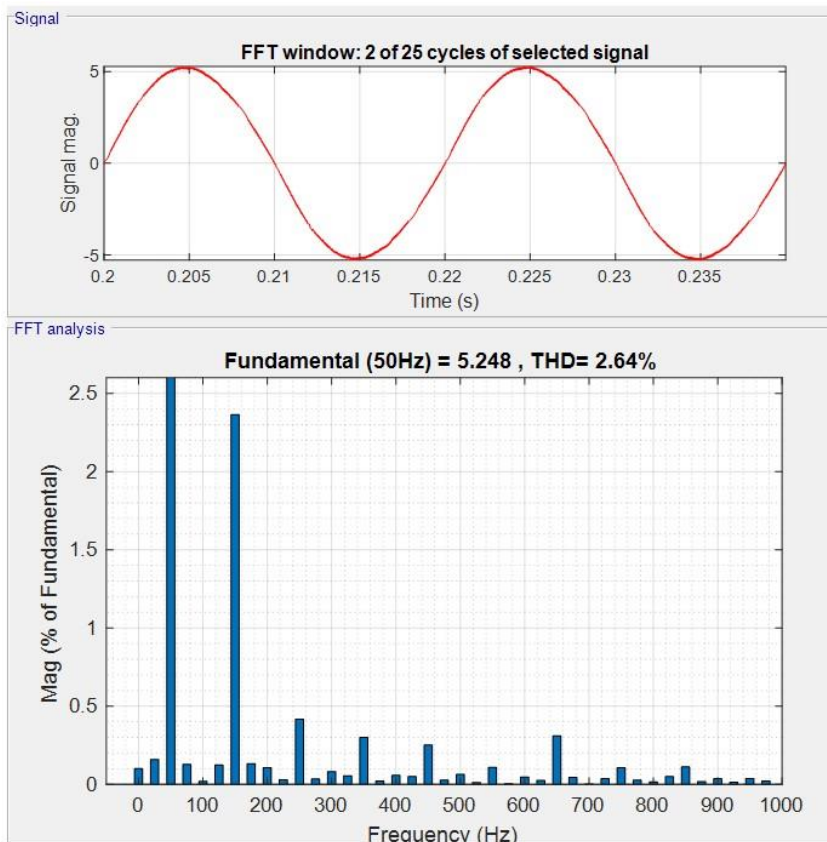 Signal
FFT window: 2 of 25 cycles of selected signal
5
0
-5
Signal mag.
0.2 0.205 0.21 0.215 0.22 0.225 0.23 0.235
Time (s)
FFT analysis
Fundamental (50Hz) = 5.248 , THD= 2.64%
2.5
2
1.5
1
0.5
0
Mag (% of Fundamental)
0 100 200 300 400 500 600 700 800 900 1000
Frequency (Hz)